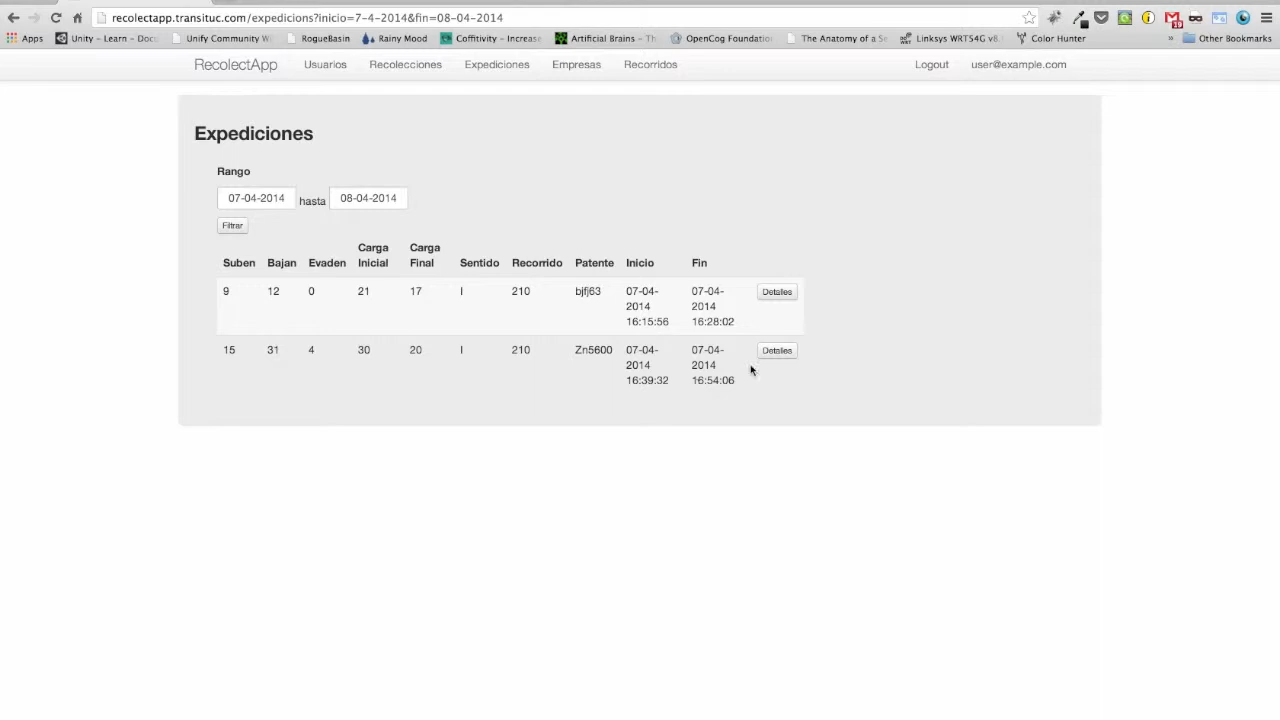 recolectapp.transituc.com/expedicions?inicio=7-4-2014&fin=08-04-2014
19
Apps Unity – Learn – Docu Unify Community Wi RogueBasin Rainy Mood Coffitivity – Increase Artificial Brains – Th OpenCog Foundation The Anatomy of a Se Linksys WRT54G v8. Color Hunter » Other Bookmarks
RecolectApp Usuarios Recolecciones Expediciones Empresas Recorridos Logout user@example.com
Expediciones
Rango
07-04-2014 hasta 08-04-2014
Filtrar
Suben Bajan Evaden Carga Inicial Carga Final Sentido Recorrido Patente Inicio Fin
9 12 0 21 17 I 210 bjfj63 07-04-2014 16:15:56 07-04-2014 16:28:02 Detalles
15 31 4 30 20 I 210 Zn5600 07-04-2014 16:39:32 07-04-2014 16:54:06 Detalles